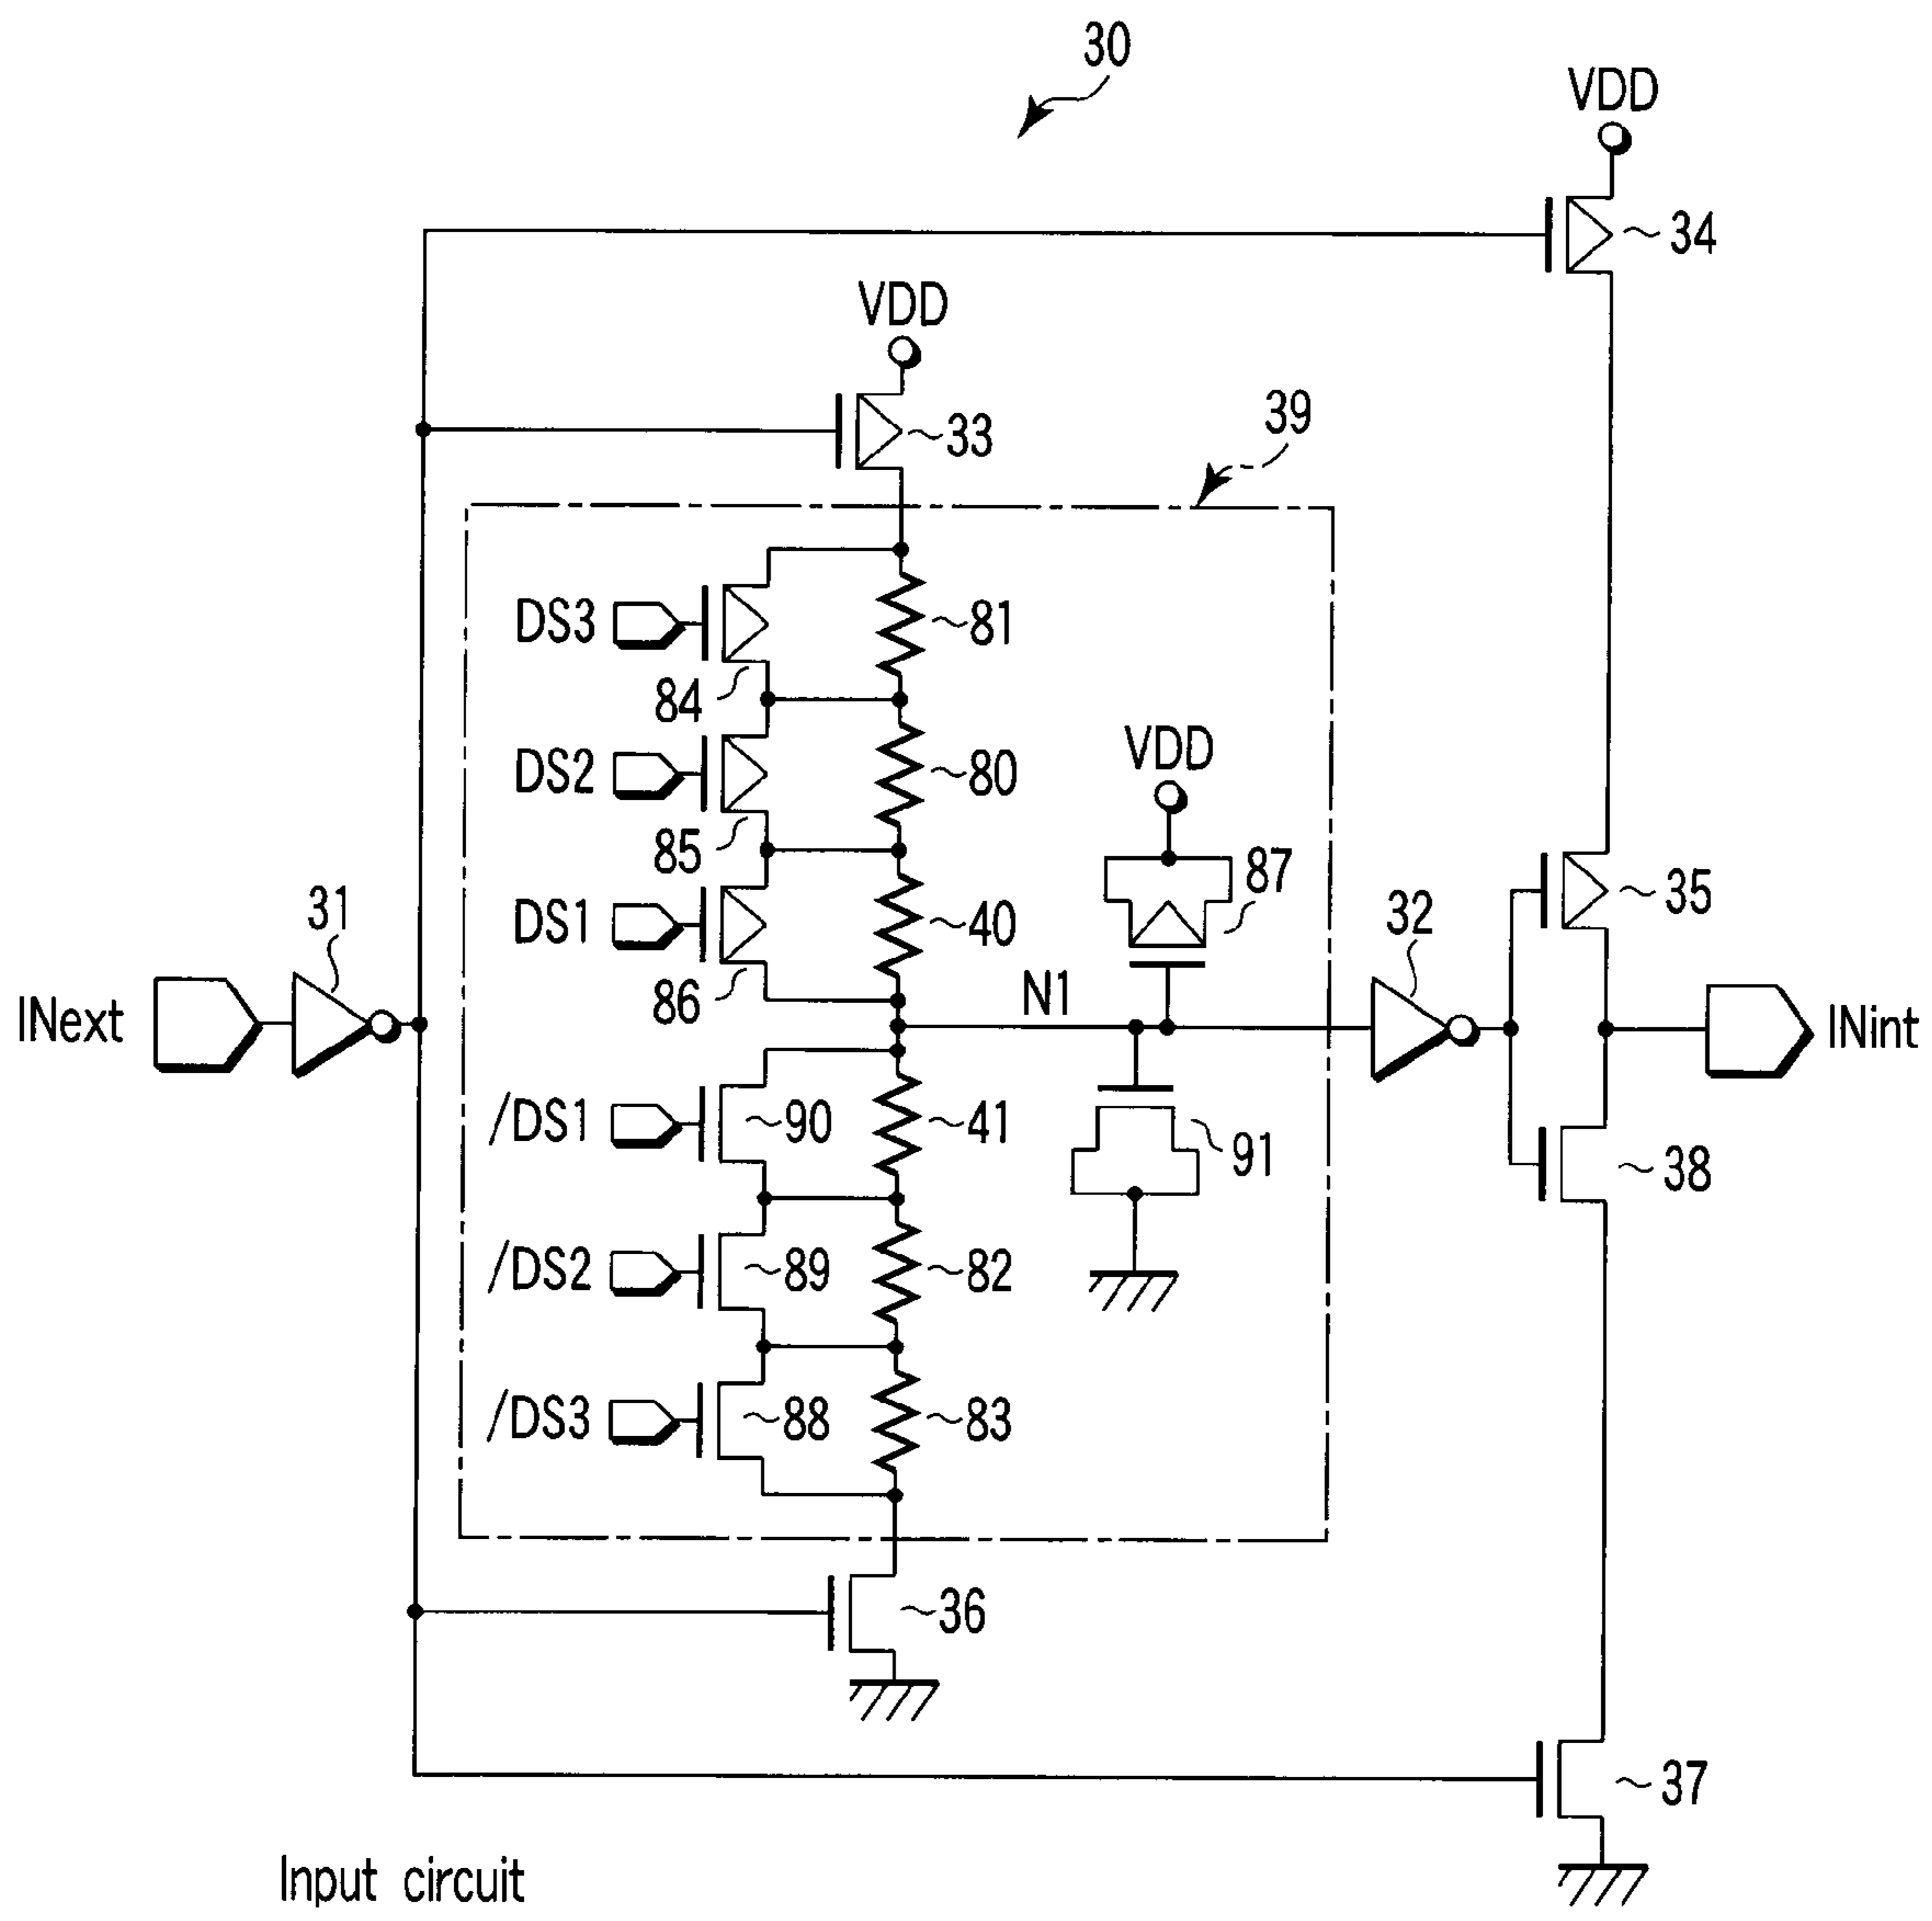 30
VDD
34
VDD
33
39
DS3
81
84
DS2
80
VDD
85
87
DS1
40
35
31
32
86
N1
INext
INint
/DS1
90
41
91
38
/DS2
89
82
/DS3
88
83
36
37
Input circuit